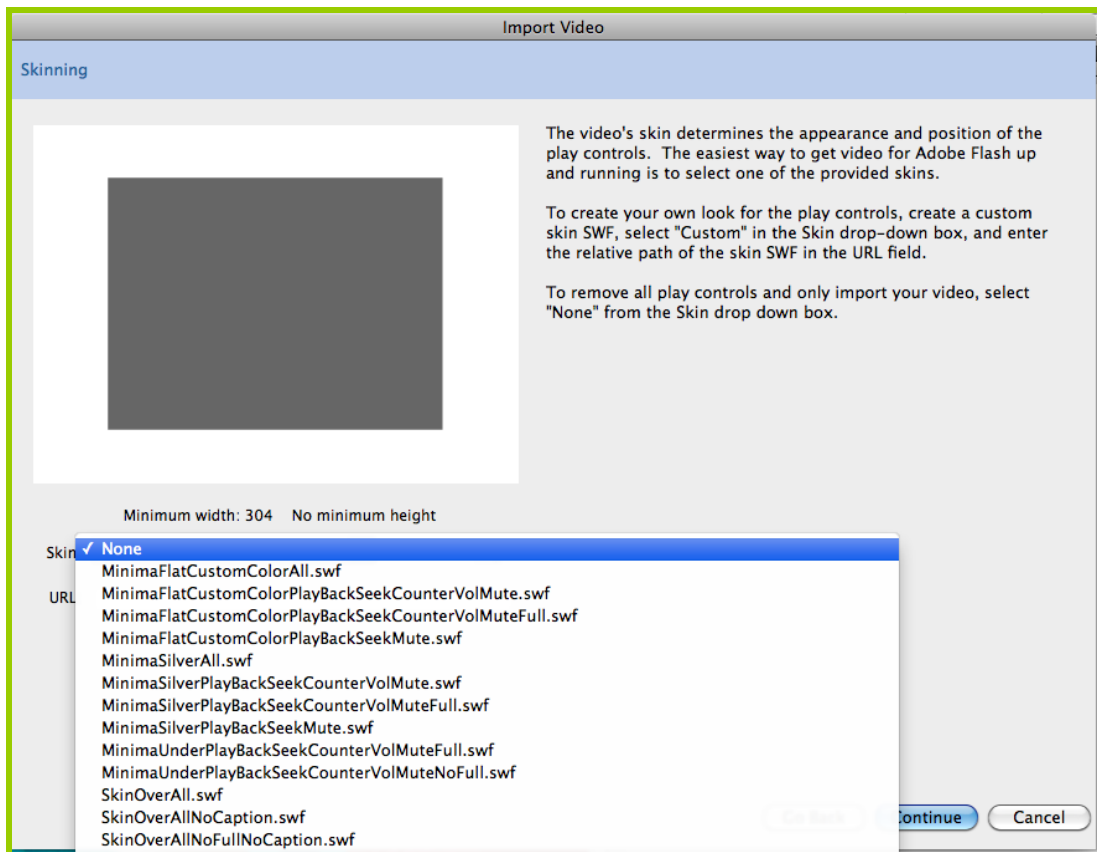 Import Video
Skinning
The video's skin determines the appearance and position of the
play controls.  The easiest way to get video for Adobe Flash up
and running is to select one of the provided skins.
To create your own look for the play controls, create a custom
skin SWF, select "Custom" in the Skin drop-down box, and enter
the relative path of the skin SWF in the URL field.
To remove all play controls and only import your video, select
"None" from the Skin drop down box.
Minimum width: 304 No minimum height
Skin ✓ None
MinimaFlatCustomColorAll.swf
URL
MinimaFlatCustomColorPlayBackSeekCounterVolMute.swf
MinimaFlatCustomColorPlayBackSeekCounterVolMuteFull.swf
MinimaFlatCustomColorPlayBackSeekMute.swf
MinimaSilverAll.swf
MinimaSilverPlayBackSeekCounterVolMute.swf
MinimaSilverPlayBackSeekCounterVolMuteFull.swf
MinimaSilverPlayBackSeekMute.swf
MinimaUnderPlayBackSeekCounterVolMuteFull.swf
MinimaUnderPlayBackSeekCounterVolMuteNoFull.swf
SkinOverAll.swf
SkinOverAllNoCaption.swf
SkinOverAllNoFullNoCaption.swf
Go Back Continue Cancel